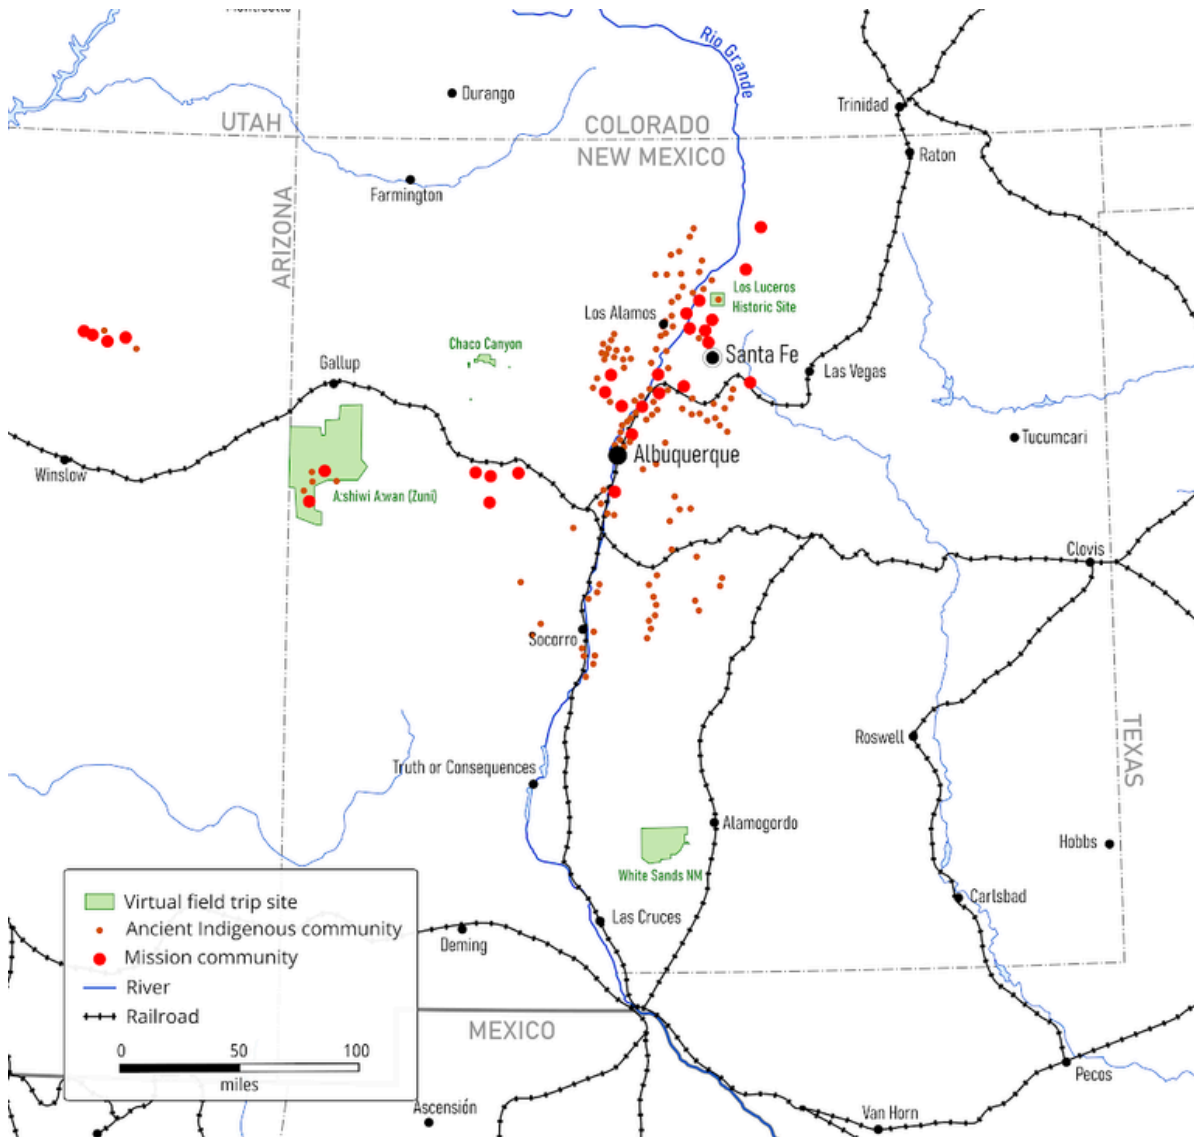 Rio Grande
Durango
Trinidad
UTAH
COLORADO
NEW MEXICO
Raton
Farmington
ARIZONA
Los Luceros
Historic Site
Los Alamos
Chaco Canyon
Santa Fe
Gallup
Las Vegas
Tucumcari
Albuquerque
Winslow
A:shiwi A:wan (Zuni)
Clovis
Socorro
TEXAS
Roswell
Truth or Consequences
Alamogordo
Hobbs
White Sands NM
Carlsbad
Las Cruces
Deming
Virtual field trip site
Ancient Indigenous community
Mission community
River
Railroad
0 50 100
miles
MEXICO
Pecos
Ascensión
Van Horn